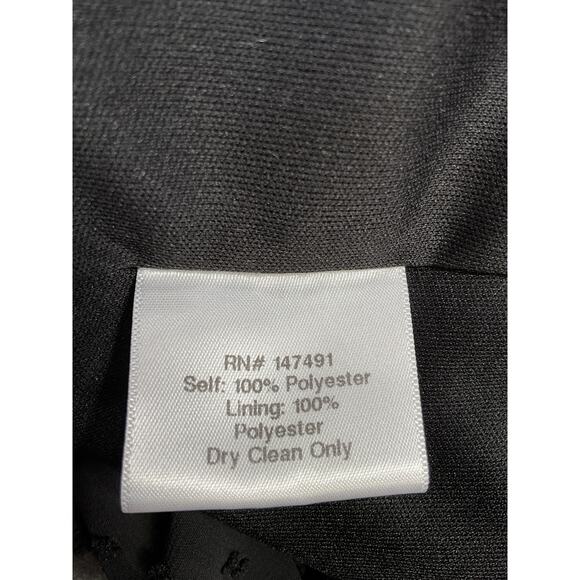 RN# 147491
Self: 100% Polyester
Lining: 100%
Polyester
Dry Clean Only